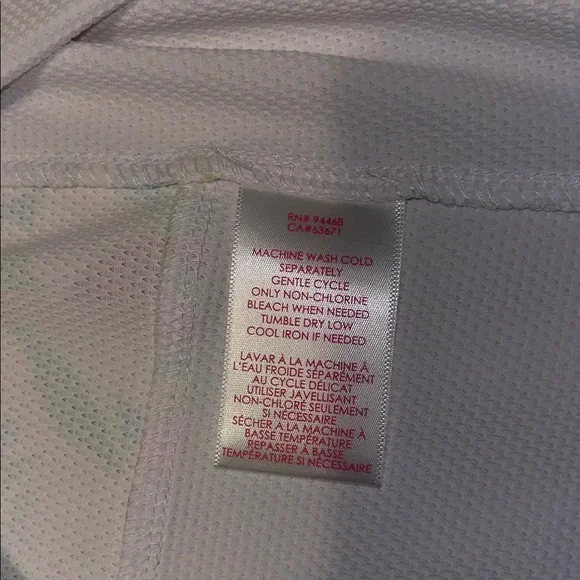 RN# 94468
CA#63671
MACHINE WASH COLD
SEPARATELY
GENTLE CYCLE
ONLY NON-CHLORINE
BLEACH WHEN NEEDED
TUMBLE DRY LOW
COOL IRON IF NEEDED
LAVAR À LA MACHINE À
L'EAU FROIDE SÉPARÉMENT
AU CYCLE DÉLICAT
UTILISER JAVELLISANT
NON-CHLORÉ SEULEMENT
SI NÉCESSAIRE
SÉCHER A LA MACHINE À
BASSE TEMPÉRATURE
REPASSER À BASSE
TEMPÉRATURE SI NÉCESSAIRE